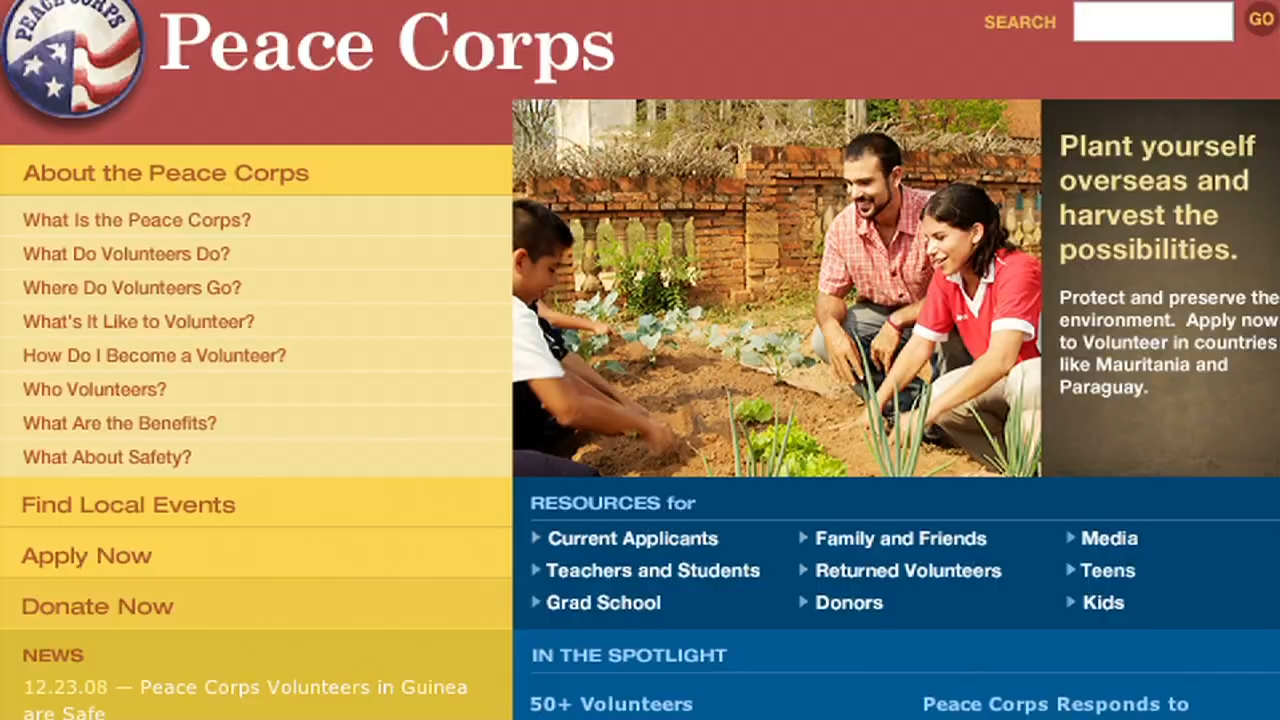 PEACE CORPS
Peace Corps
SEARCH
GO
About the Peace Corps
What Is the Peace Corps?
What Do Volunteers Do?
Where Do Volunteers Go?
What's It Like to Volunteer?
How Do I Become a Volunteer?
Who Volunteers?
What Are the Benefits?
What About Safety?
Find Local Events
Apply Now
Donate Now
NEWS
12.23.08 — Peace Corps Volunteers in Guinea
are Safe
Plant yourself
overseas and
harvest the
possibilities.
Protect and preserve the
environment. Apply now
to Volunteer in countries
like Mauritania and
Paraguay.
RESOURCES for
Current Applicants
Family and Friends
Media
Teachers and Students
Returned Volunteers
Teens
Grad School
Donors
Kids
IN THE SPOTLIGHT
50+ Volunteers
Peace Corps Responds to